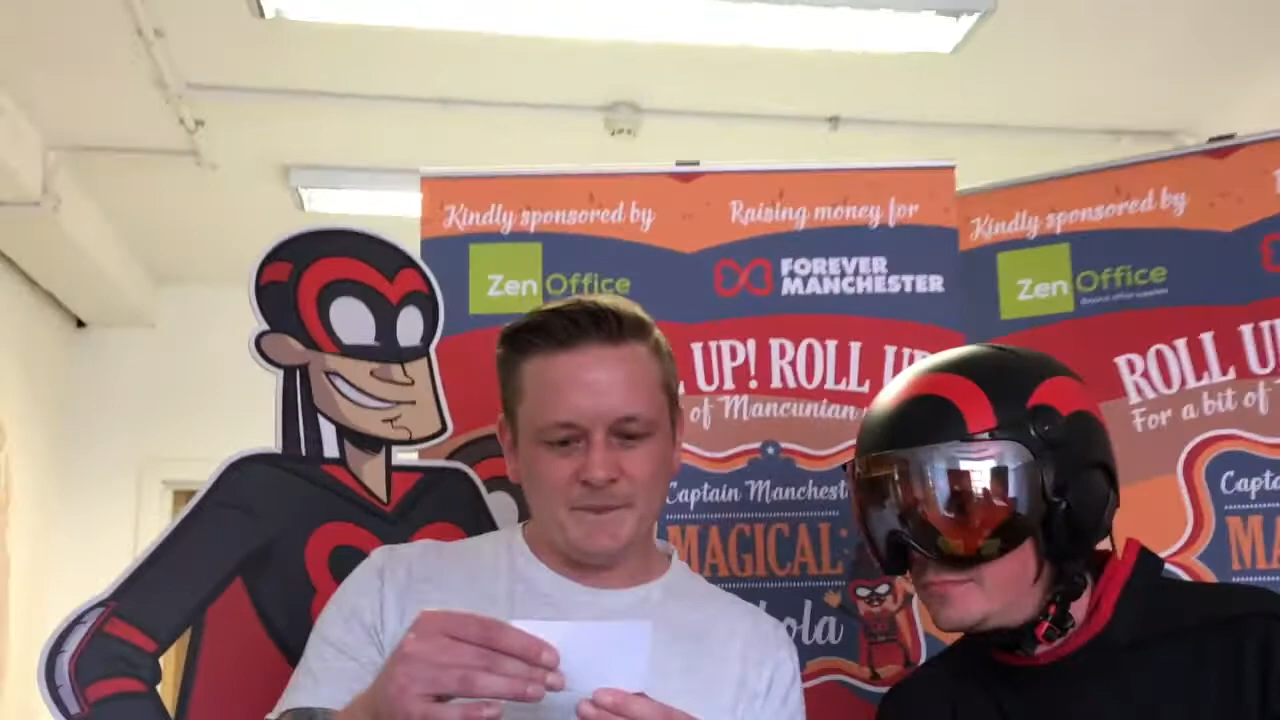 Kindly sponsored by
Raising money for
Zen Office
FOREVER
MANCHESTER
UP! ROLL UP
of Mancunian
Captain Manchest
MAGICAL
ola
Kindly sponsored by
Zen Office
ROLL U
For a bit of
Capta
MA